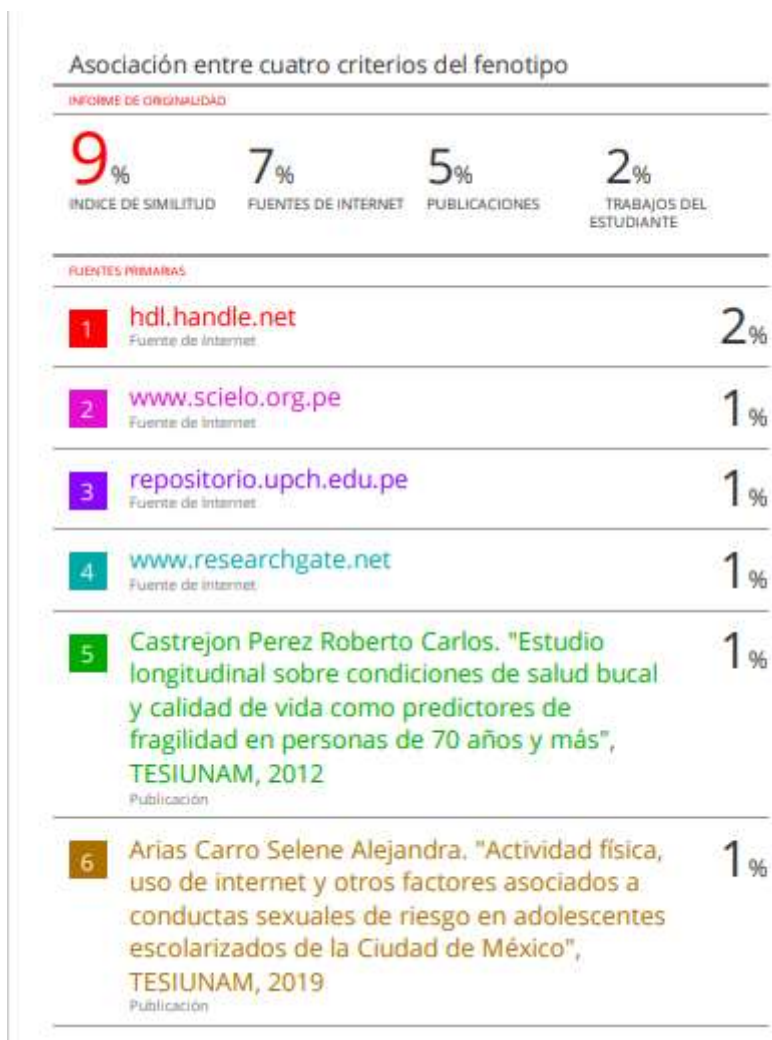 Asociación entre cuatro criterios del fenotipo
INFORME DE ORIGINALIDAD
9% 7% 5% 2%
INDICE DE SIMILITUD FUENTES DE INTERNET PUBLICACIONES TRABAJOS DEL
ESTUDIANTE
FUENTES PRIMARIAS
1 hdl.handle.net 2%
Fuente de Internet
2 www.scielo.org.pe 1%
Fuente de Internet
3 repositorio.upch.edu.pe 1%
Fuente de Internet
4 www.researchgate.net 1%
Fuente de Internet
5 Castrejon Perez Roberto Carlos. "Estudio 1%
longitudinal sobre condiciones de salud bucal
y calidad de vida como predictores de
fragilidad en personas de 70 años y más",
TESIUNAM, 2012
Publicación
6 Arias Carro Selene Alejandra. "Actividad física, 1%
uso de internet y otros factores asociados a
conductas sexuales de riesgo en adolescentes
escolarizados de la Ciudad de México",
TESIUNAM, 2019
Publicación